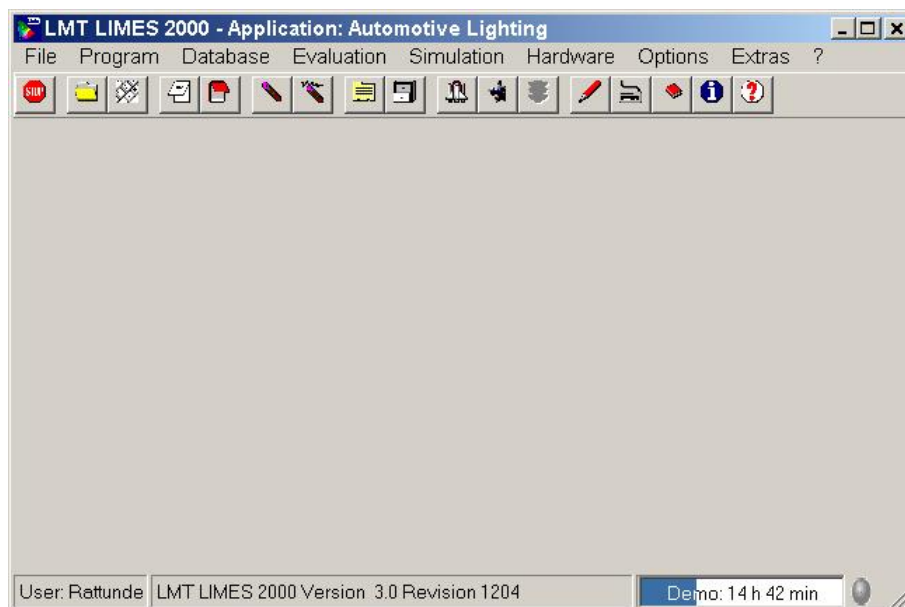 LMT LIMES 2000 - Application: Automotive Lighting
File Program Database Evaluation Simulation Hardware Options Extras ?
STOP
User: Rattunde LMT LIMES 2000 Version 3.0 Revision 1204 Demo: 14 h 42 min